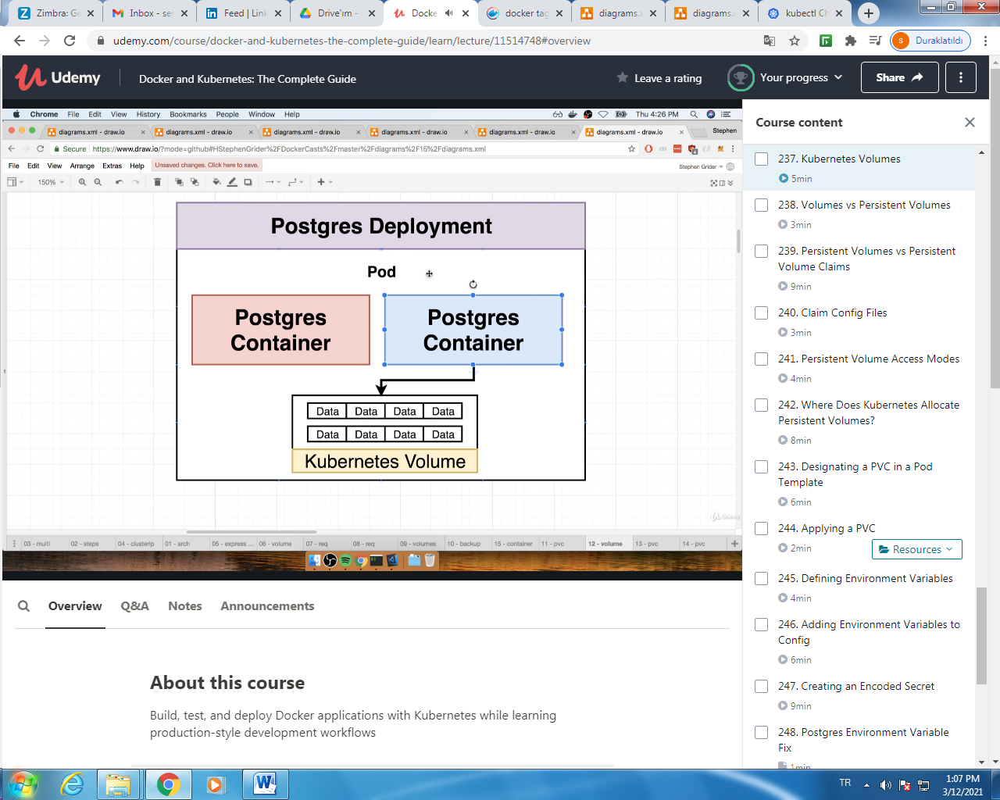 Zimbra: Ge
Inbox - ser
Feed | Link
Drive'ım -
Docke
docker tag
diagrams.x
diagrams.x
kubectl Ch
udemy.com/course/docker-and-kubernetes-the-complete-guide/learn/lecture/11514748#overview
S
Duraklatıldı
Udemy
Docker and Kubernetes: The Complete Guide
Leave a rating
Your progress
Share
Chrome File Edit View History Bookmarks People Window Help
Thu 4:26 PM
diagrams.xml - draw.io
diagrams.xml - draw.io
diagrams.xml - draw.io
diagrams.xml - draw.io
diagrams.xml - draw.io
diagrams.xml - draw.io
Stephen
Secure https://www.draw.io/?mode=github#HStephenGrider%2FDockerCasts%2Fmaster%2Fdiagrams%2F15%2Fdiagrams.xml
File Edit View Arrange Extras Help
Unsaved changes. Click here to save.
Stephen Grider
150%
Postgres Deployment
Pod
Postgres
Container
Postgres
Container
Data Data Data Data
Data Data Data Data
Kubernetes Volume
Udemy
03 - multi
02 - steps
04 - clusterip
01 - arch
05 - express ...
06 - volume
07 - req
08 - req
09 - volumes
10 - backup
15 - container
11 - pvc
12 - volume
13 - pvc
14 - pvc
Course content
237. Kubernetes Volumes
5min
238. Volumes vs Persistent Volumes
3min
239. Persistent Volumes vs Persistent
Volume Claims
9min
240. Claim Config Files
3min
241. Persistent Volume Access Modes
4min
242. Where Does Kubernetes Allocate
Persistent Volumes?
8min
243. Designating a PVC in a Pod
Template
6min
244. Applying a PVC
2min
Resources
245. Defining Environment Variables
4min
246. Adding Environment Variables to
Config
6min
247. Creating an Encoded Secret
9min
248. Postgres Environment Variable
Fix
1min
Overview
Q&A
Notes
Announcements
About this course
Build, test, and deploy Docker applications with Kubernetes while learning
production-style development workflows
TR
1:07 PM
3/12/2021